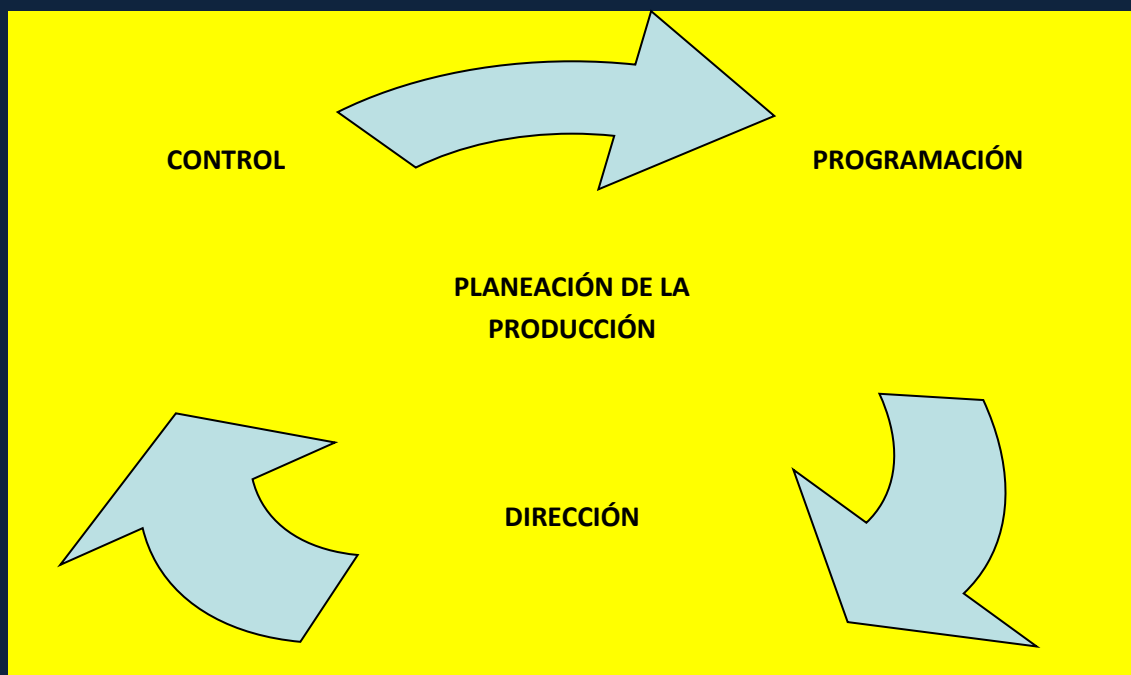 CONTROL
PROGRAMACIÓN
PLANEACIÓN DE LA
PRODUCCIÓN
DIRECCIÓN